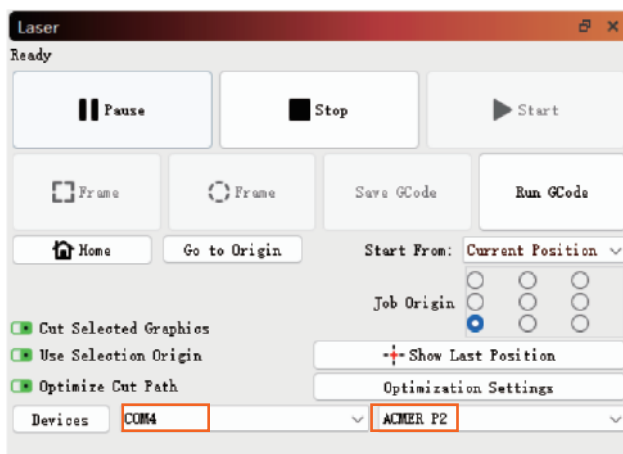 Laser
Ready
Pause Stop Start
Frame Frame Save GCode Run GCode
Home Go to Origin Start From: Current Position
Job Origin
Cut Selected Graphics
Use Selection Origin Show Last Position
Optimize Cut Path Optimization Settings
Devices COM4 ACMER P2